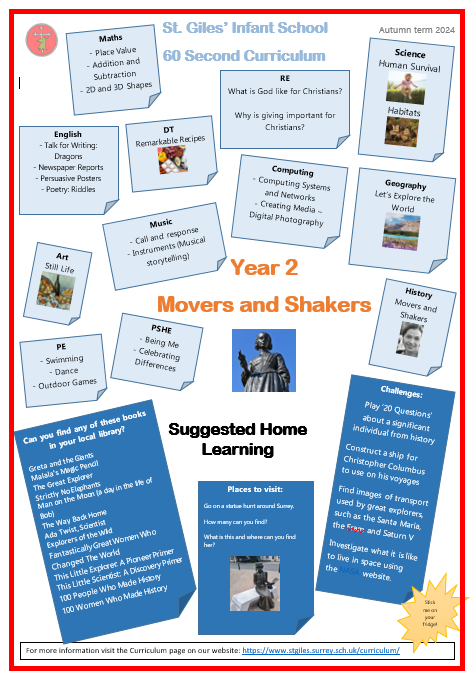 St. Giles' Infant School
60 Second Curriculum
Autumn term 2024
Maths
- Place Value
- Addition and
Subtraction
- 2D and 3D Shapes
RE
What is God like for Christians?
Why is giving important for
Christians?
Science
Human Survival
Habitats
English
- Talk for Writing:
Dragons
- Newspaper Reports
- Persuasive Posters
- Poetry: Riddles
DT
Remarkable Recipes
Computing
- Computing Systems
and Networks
- Creating Media –
Digital Photography
Geography
Let's Explore the
World
Music
- Call and response
- Instruments (Musical
storytelling)
Art
Still Life
Year 2
Movers and Shakers
History
Movers and
Shakers
PE
- Swimming
- Dance
- Outdoor Games
PSHE
- Being Me
- Celebrating
Differences
Suggested Home
Learning
Can you find any of these books
in your local library?
Greta and the Giants
Malala's Magic Pencil
The Great Explorer
Strictly No Elephants
Man on the Moon (a day in the life of
Bob)
The Way Back Home
Ada Twist, Scientist
Explorers of the Wild
Fantastically Great Women Who
Changed The World
This Little Explorer: A Pioneer Primer
This Little Scientist: A Discovery Primer
100 People Who Made History
100 Women Who Made History
Places to visit:
Go on a statue hunt around Surrey.
How many can you find?
What is this and where can you find
her?
Challenges:
Play '20 Questions'
about a significant
individual from history
Construct a ship for
Christopher Columbus
to use on his voyages
Find images of transport
used by great explorers,
such as the Santa Maria,
the and Saturn V
Investigate what it is like
to live in space using
the NASA website.
Stick
me on
your
fridge!
For more information visit the Curriculum page on our website: https://www.stgiles.surrey.sch.uk/curriculum/